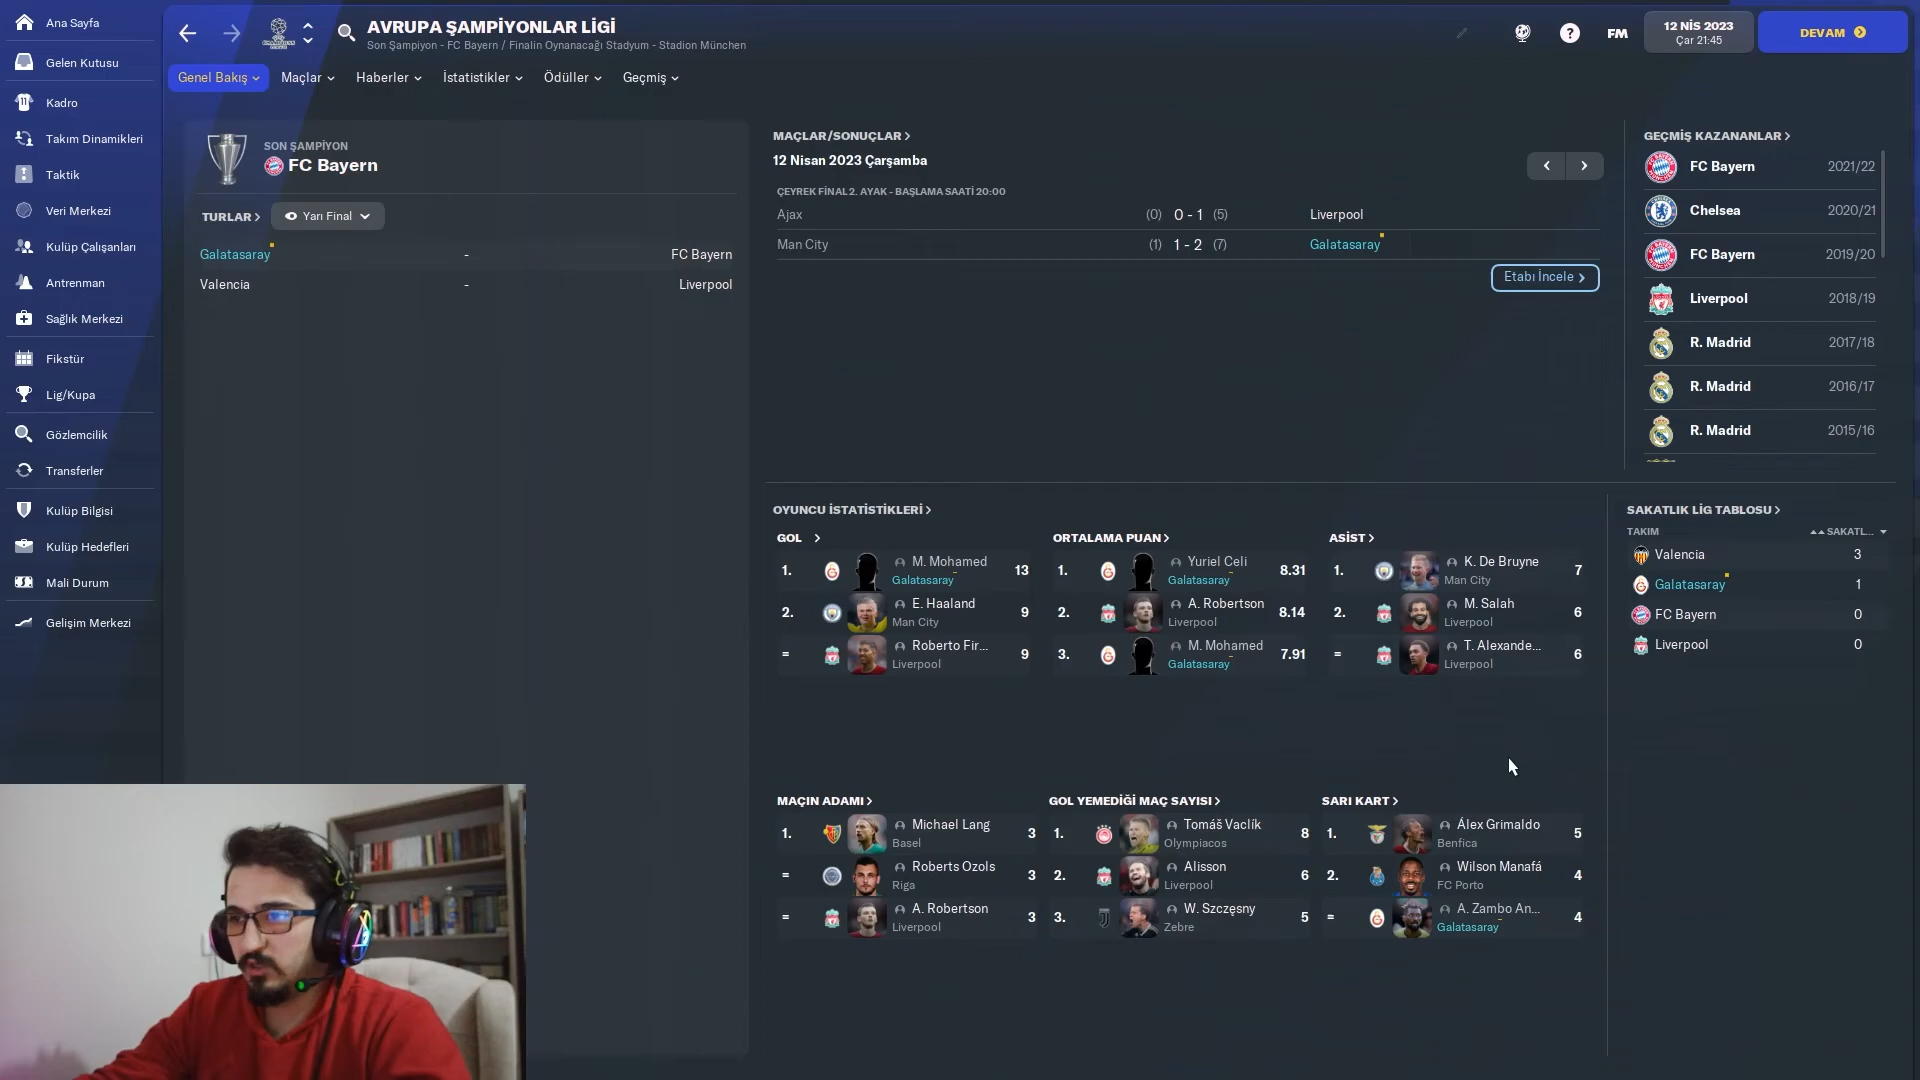 Ana Sayfa
Gelen Kutusu
Kadro
Takım Dinamikleri
Taktik
Veri Merkezi
Kulüp Çalışanları
Antrenman
Sağlık Merkezi
Fikstür
Lig/Kupa
Gözlemcilik
Transferler
Kulüp Bilgisi
Kulüp Hedefleri
Mali Durum
Gelişim Merkezi
AVRUPA ŞAMPİYONLAR LİGİ
Son Şampiyon - FC Bayern / Finalin Oynanacağı Stadyum - Stadion München
?
FM
12 NİS 2023
Çar 21:45
DEVAM
Genel Bakış
Maçlar
Haberler
İstatistikler
Ödüller
Geçmiş
SON ŞAMPİYON
FC Bayern
TURLAR
Yarı Final
Galatasaray - FC Bayern
Valencia - Liverpool
MAÇLAR/SONUÇLAR
12 Nisan 2023 Çarşamba
ÇEYREK FİNAL 2. AYAK - BAŞLAMA SAATİ 20:00
Ajax (0) 0 - 1 (5) Liverpool
Man City (1) 1 - 2 (7) Galatasaray
Etabı İncele
GEÇMİŞ KAZANANLAR
FC Bayern 2021/22
Chelsea 2020/21
FC Bayern 2019/20
Liverpool 2018/19
R. Madrid 2017/18
R. Madrid 2016/17
R. Madrid 2015/16
OYUNCU İSTATİSTİKLERİ
GOL
1. M. Mohamed 13
Galatasaray
2. E. Haaland 9
Man City
= Roberto Fir... 9
Liverpool
ORTALAMA PUAN
1. Yuriel Celi 8.31
Galatasaray
2. A. Robertson 8.14
Liverpool
3. M. Mohamed 7.91
Galatasaray
ASİST
1. K. De Bruyne 7
Man City
2. M. Salah 6
Liverpool
= T. Alexande... 6
Liverpool
SAKATLIK LİG TABLOSU
TAKIM SAKATL...
Valencia 3
Galatasaray 1
FC Bayern 0
Liverpool 0
MAÇIN ADAMI
1. Michael Lang 3
Basel
= Roberts Ozols 3
Riga
= A. Robertson 3
Liverpool
GOL YEMEDİĞİ MAÇ SAYISI
1. Tomáš Vaclík 8
Olympiacos
2. Alisson 6
Liverpool
3. W. Szczęsny 5
Zebre
SARI KART
1. Álex Grimaldo 5
Benfica
2. Wilson Manafá 4
FC Porto
= A. Zambo An... 4
Galatasaray